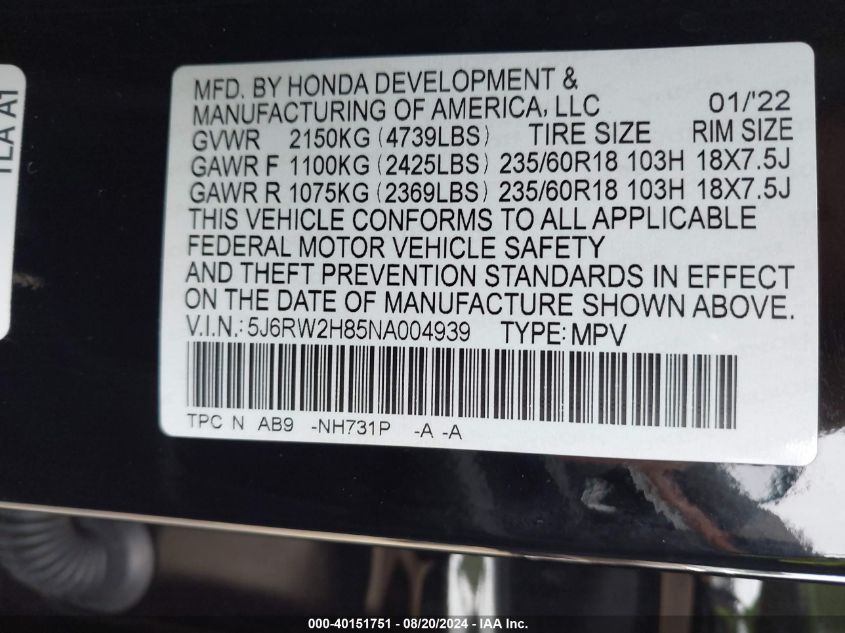 TLA A1
MFD. BY HONDA DEVELOPMENT &
MANUFACTURING OF AMERICA, LLC 01/'22
GVWR 2150KG (4739LBS) TIRE SIZE RIM SIZE
GAWR F 1100KG (2425LBS) 235/60R18 103H 18X7.5J
GAWR R 1075KG (2369LBS) 235/60R18 103H 18X7.5J
THIS VEHICLE CONFORMS TO ALL APPLICABLE
FEDERAL MOTOR VEHICLE SAFETY
AND THEFT PREVENTION STANDARDS IN EFFECT
ON THE DATE OF MANUFACTURE SHOWN ABOVE.
V.I.N.: 5J6RW2H85NA004939 TYPE: MPV
TPC N AB9 -NH731P -A -A
000-40151751 — 08/20/2024 — IAA Inc.